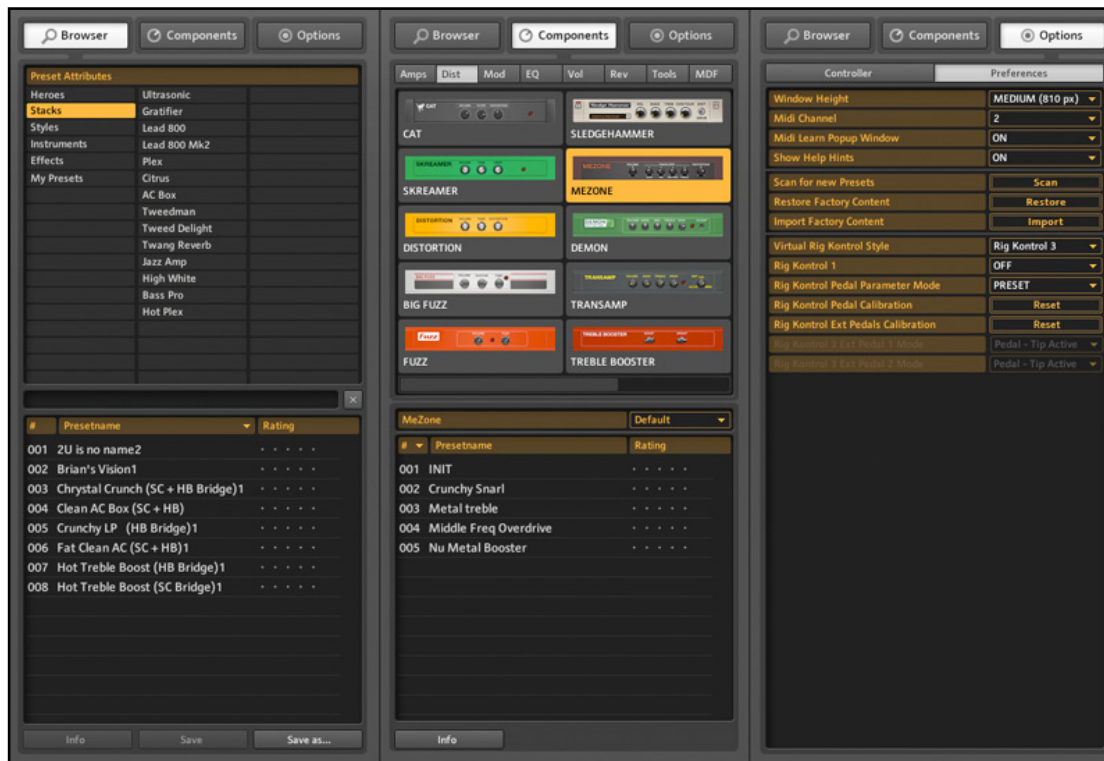 Browser
Components
Options
Preset Attributes
Heroes
Ultrasonic
Stacks
Gratifier
Styles
Lead 800
Instruments
Lead 800 Mk2
Effects
Plex
My Presets
Citrus
AC Box
Tweedman
Tweed Delight
Twang Reverb
Jazz Amp
High White
Bass Pro
Hot Plex
# Presetname Rating
001 2U is no name2
002 Brian's Vision1
003 Chrystal Crunch (SC + HB Bridge)1
004 Clean AC Box (SC + HB)
005 Crunchy LP (HB Bridge)1
006 Fat Clean AC (SC + HB)1
007 Hot Treble Boost (HB Bridge)1
008 Hot Treble Boost (SC Bridge)1
Info Save Save as...
Browser
Components
Options
Amps Dist Mod EQ Vol Rev Tools MDF
CAT
CAT
SLEDGEHAMMER
SKREAMER
SKREAMER
MEZONE
MEZONE
DISTORTION
DISTORTION
DEMON
DEMON
BIG FUZZ
BIG FUZZ
TRANSAMP
TRANSAMP
Fuzz
FUZZ
TREBLE BOOSTER
TREBLE BOOSTER
MeZone Default
# Presetname Rating
001 INIT
002 Crunchy Snarl
003 Metal treble
004 Middle Freq Overdrive
005 Nu Metal Booster
Info
Browser
Components
Options
Controller Preferences
Window Height MEDIUM (810 px)
Midi Channel 2
Midi Learn Popup Window ON
Show Help Hints ON
Scan for new Presets Scan
Restore Factory Content Restore
Import Factory Content Import
Virtual Rig Kontrol Style Rig Kontrol 3
Rig Kontrol 1 OFF
Rig Kontrol Pedal Parameter Mode PRESET
Rig Kontrol Pedal Calibration Reset
Rig Kontrol Ext Pedals Calibration Reset
Rig Kontrol 3 Ext Pedal 1 Mode Pedal - Tip Active
Rig Kontrol 3 Ext Pedal 2 Mode Pedal - Tip Active